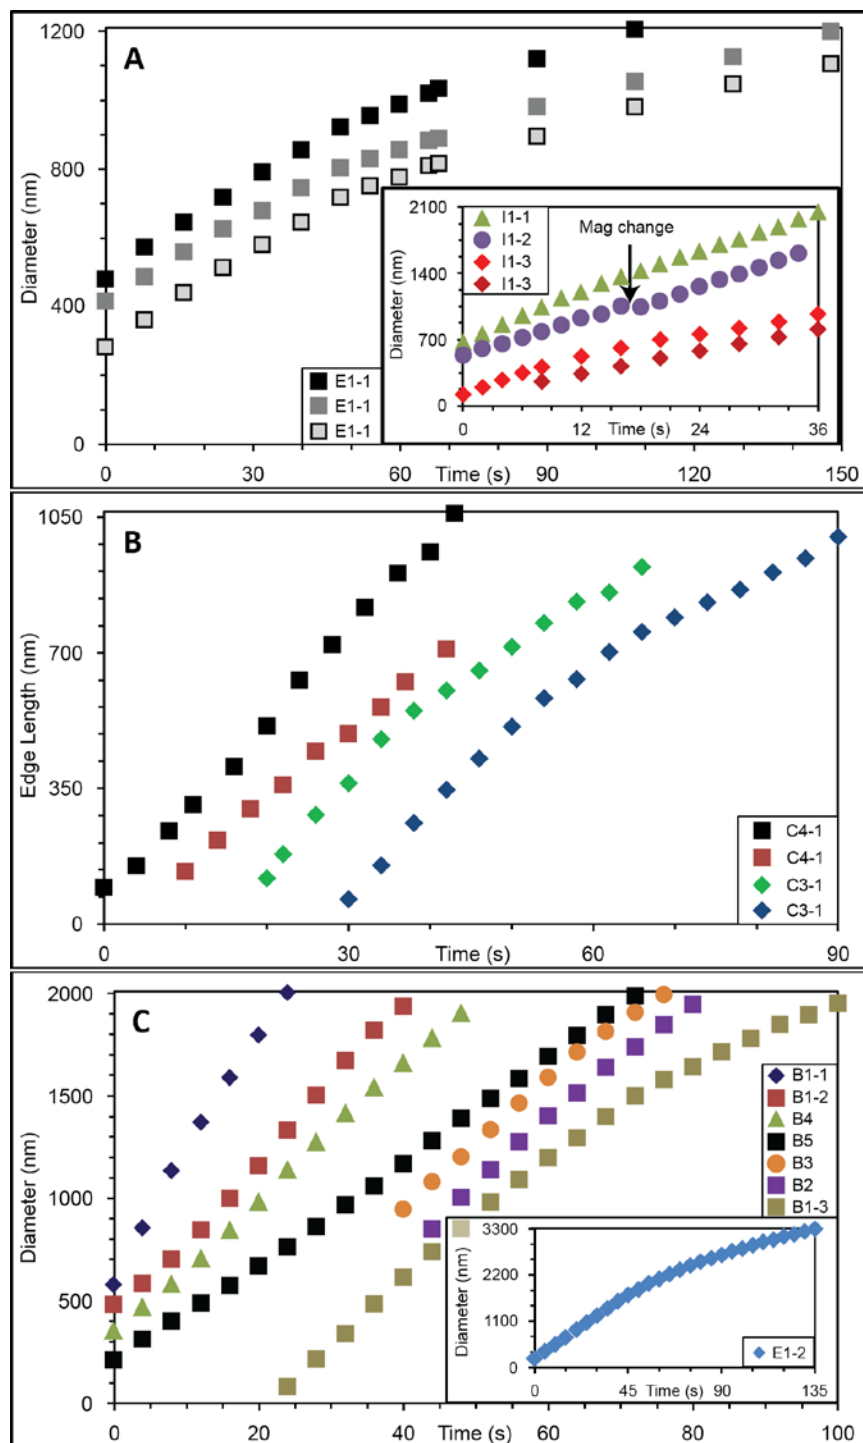 A
1200
800
400
0
Diameter (nm)
E1-1
E1-1
E1-1
0
30
60
Time (s)
90
120
150
2100
1400
700
0
Diameter (nm)
I1-1
I1-2
I1-3
I1-3
Mag change
0
12
Time (s)
24
36
B
1050
700
350
0
Edge Length (nm)
C4-1
C4-1
C3-1
C3-1
0
30
Time (s)
60
90
C
2000
1500
1000
500
0
Diameter (nm)
B1-1
B1-2
B4
B5
B3
B2
B1-3
3300
2200
1100
0
Diameter (nm)
E1-2
0
45
Time (s)
90
135
0
20
40
Time (s)
60
80
100